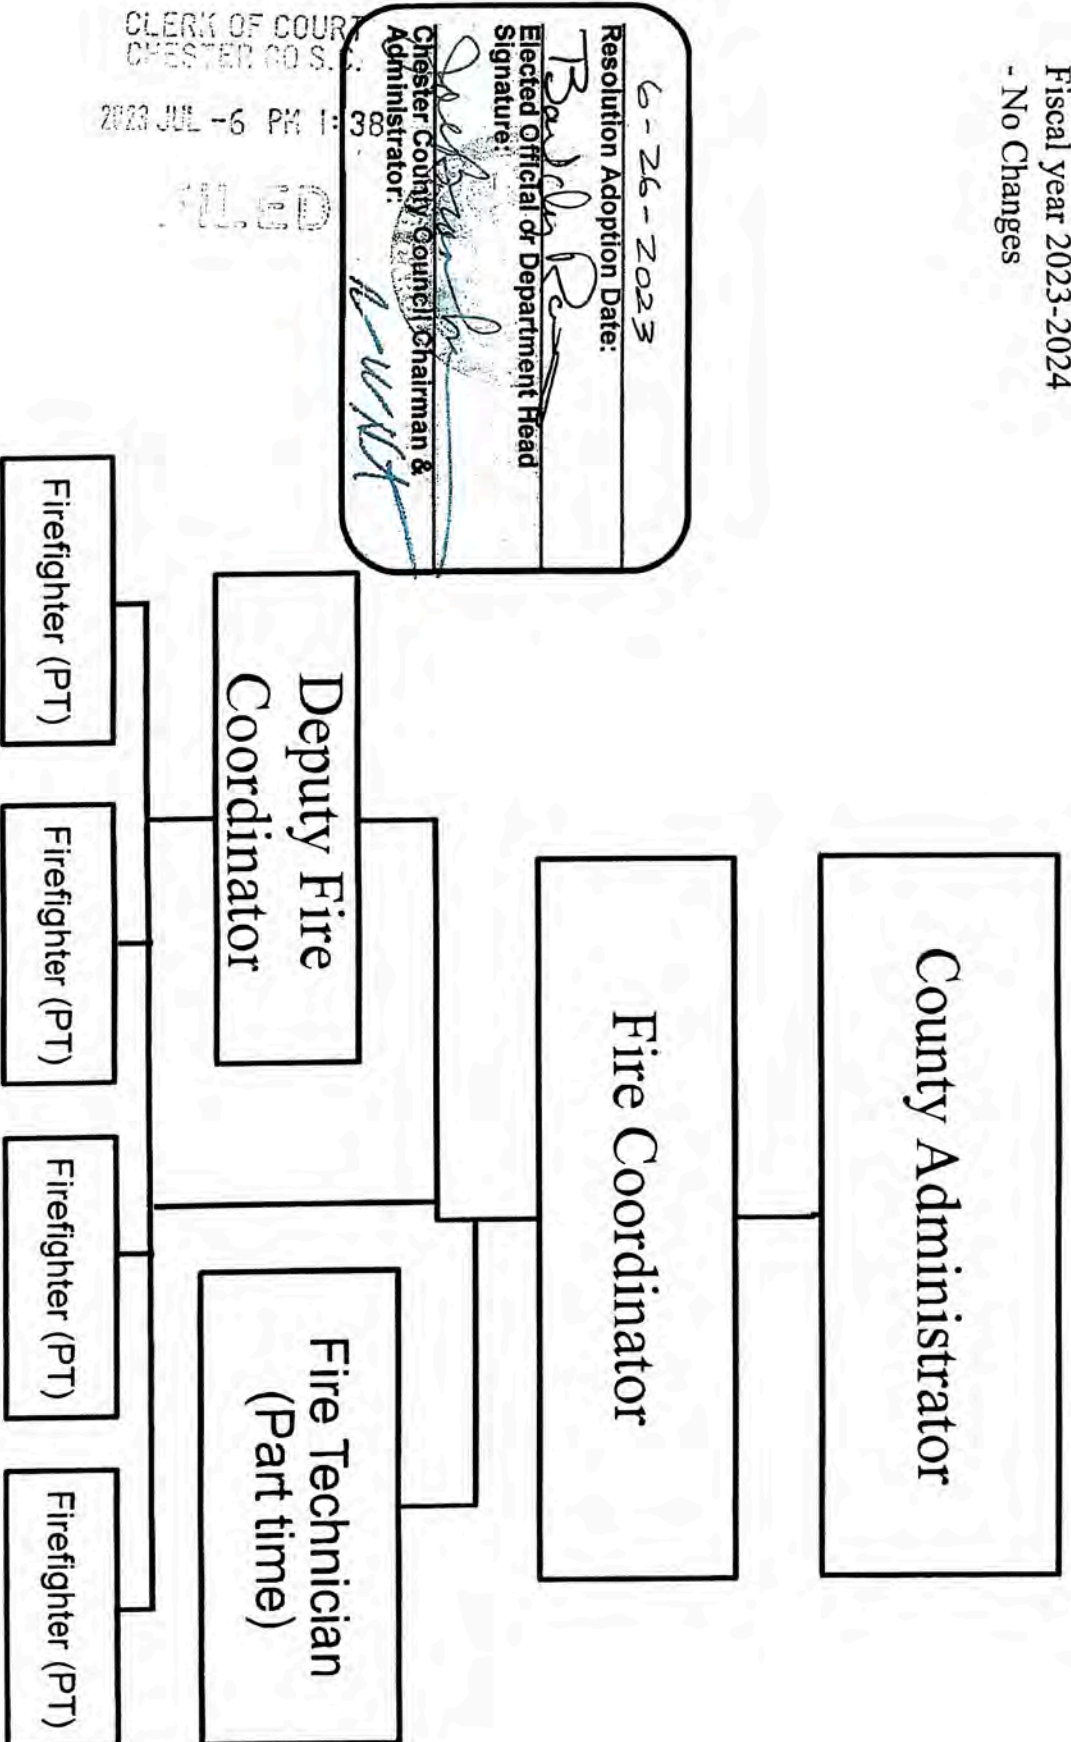 Fiscal year 2023-2024
- No Changes
6-26-2023
Resolution Adoption Date:
Elected Official or Department Head
Signature:
Chester County Council Chairman &
Administrator:
CLERK OF COURT
CHESTER CO S.C.
2023 JUL -6 PM 1:38
FILED
County Administrator
Fire Coordinator
Deputy Fire
Coordinator
Fire Technician
(Part time)
Firefighter (PT)
Firefighter (PT)
Firefighter (PT)
Firefighter (PT)